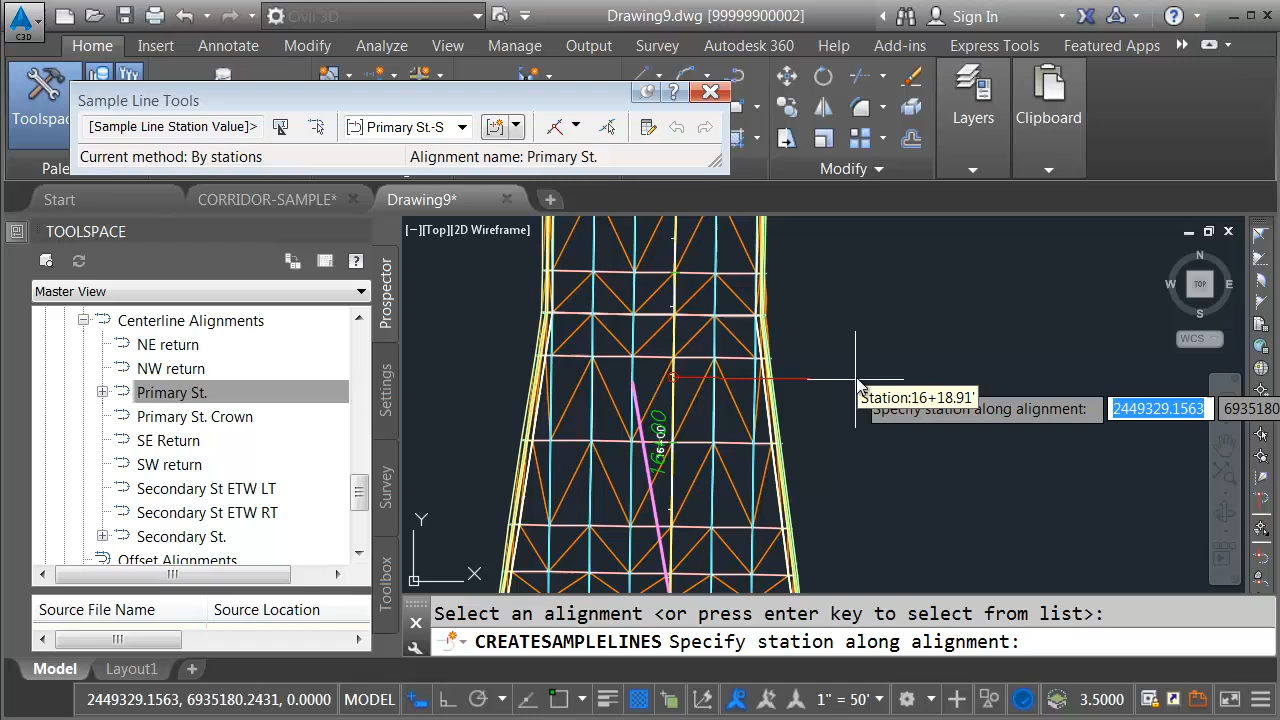 C3D
Civil 3D
Drawing9.dwg [99999900002]
Sign In
Home Insert Annotate Modify Analyze View Manage Output Survey Autodesk 360 Help Add-ins Express Tools Featured Apps
Toolspace
Sample Line Tools
[Sample Line Station Value]>
Primary St.-S
Current method: By stations
Alignment name: Primary St.
Layers
Clipboard
Modify
Start
CORRIDOR-SAMPLE*
Drawing9*
TOOLSPACE
Master View
Centerline Alignments
NE return
NW return
Primary St.
Primary St. Crown
SE Return
SW return
Secondary St ETW LT
Secondary St ETW RT
Secondary St.
Offset Alignments
Source File Name
Source Location
Prospector
Settings
Survey
Toolbox
[−][Top][2D Wireframe]
N
W TOP E
S
WCS
16+00
16+00
Station:16+18.91'
Specify station along alignment:
2449329.1563
6935180
Y
X
Select an alignment <or press enter key to select from list>:
CREATESAMPLELINES Specify station along alignment:
Model
Layout1
2449329.1563, 6935180.2431, 0.0000
MODEL
1" = 50'
3.5000